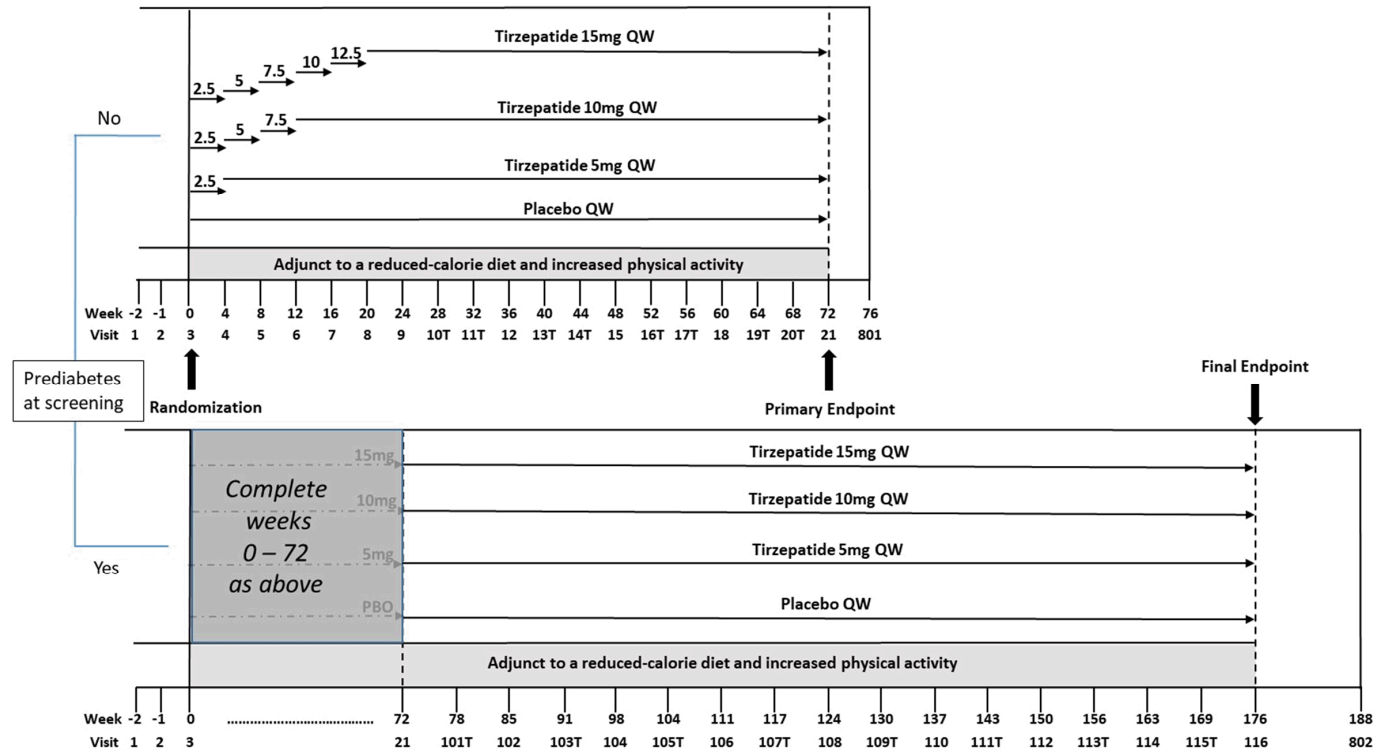 Tirzepatide 15mg QW
12.5
10
7.5
5
2.5
Tirzepatide 10mg QW
7.5
5
2.5
No
Tirzepatide 5mg QW
2.5
Placebo QW
Adjunct to a reduced-calorie diet and increased physical activity
Week -2 -1 0 4 8 12 16 20 24 28 32 36 40 44 48 52 56 60 64 68 72 76
Visit 1 2 3 4 5 6 7 8 9 10T 11T 12 13T 14T 15 16T 17T 18 19T 20T 21 801
Prediabetes
at screening
Randomization
Primary Endpoint
Final Endpoint
15mg
Tirzepatide 15mg QW
Complete
weeks
0 – 72
as above
10mg
Tirzepatide 10mg QW
5mg
Tirzepatide 5mg QW
Yes
PBO
Placebo QW
Adjunct to a reduced-calorie diet and increased physical activity
Week -2 -1 0 ........................................ 72 78 85 91 98 104 111 117 124 130 137 143 150 156 163 169 176 188
Visit 1 2 3 21 101T 102 103T 104 105T 106 107T 108 109T 110 111T 112 113T 114 115T 116 802